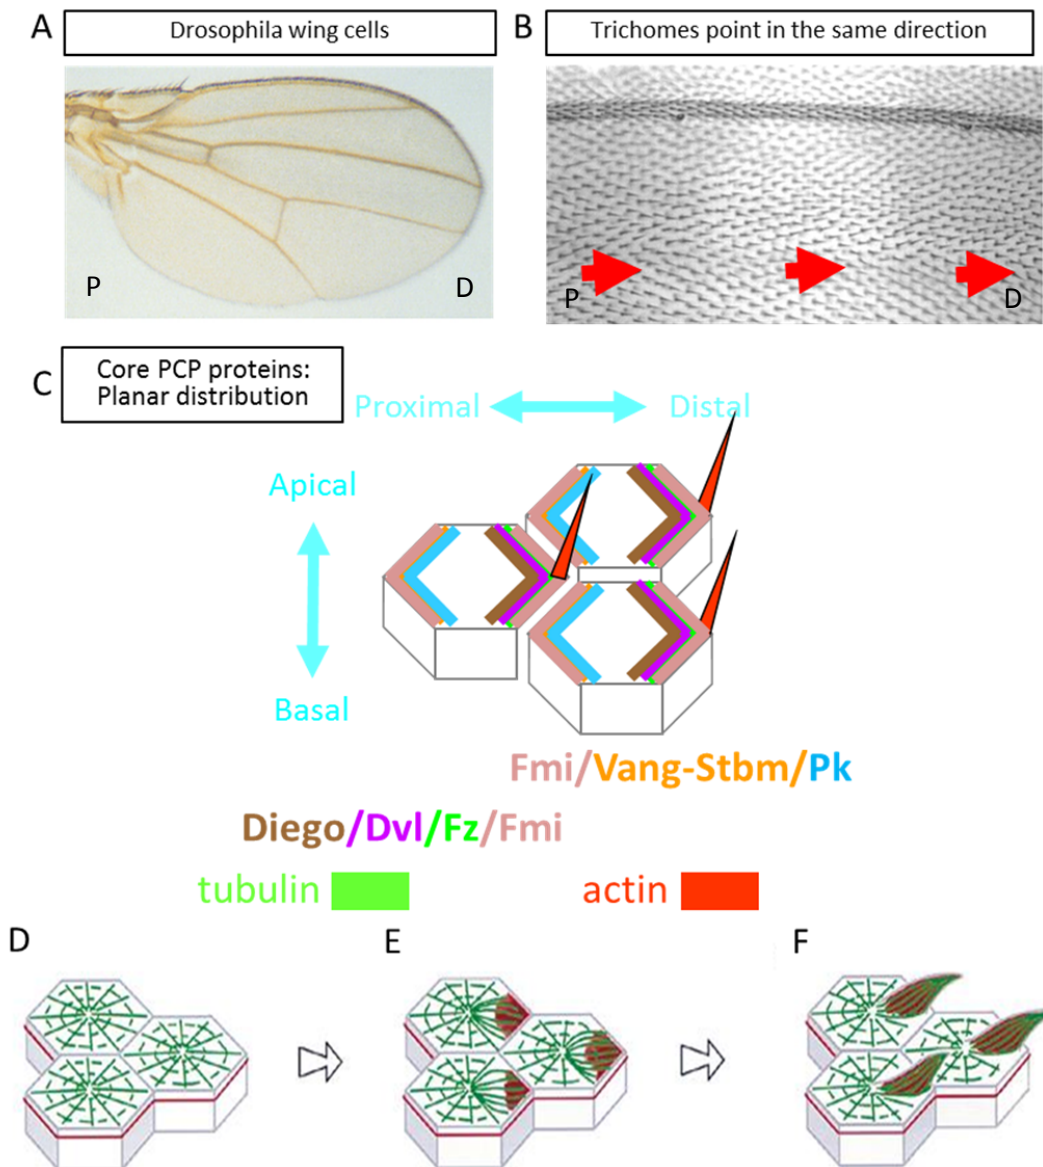 A
Drosophila wing cells
P
D
B
Trichomes point in the same direction
P
D
C
Core PCP proteins:
Planar distribution
Proximal
Distal
Apical
Basal
Fmi/Vang-Stbm/Pk
Diego/Dvl/Fz/Fmi
tubulin
actin
D
E
F